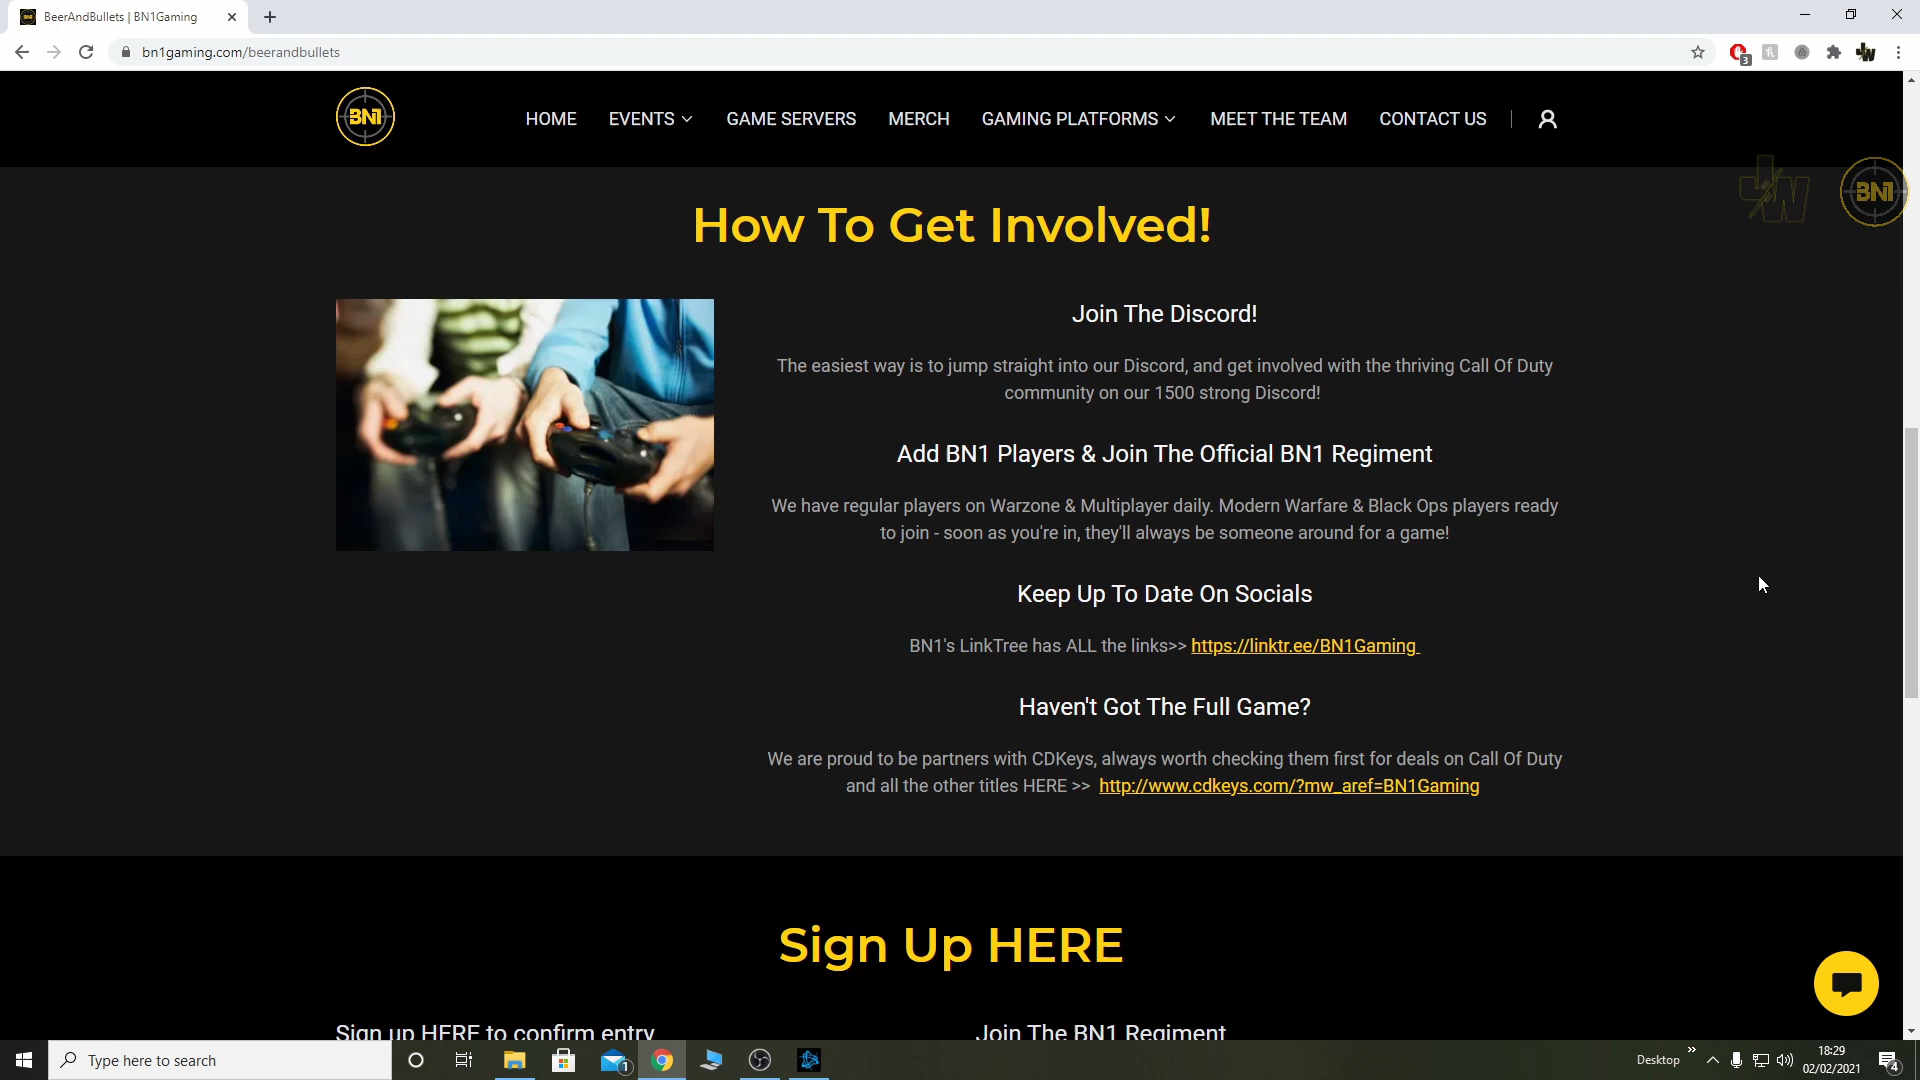 BeerAndBullets | BN1Gaming
bn1gaming.com/beerandbullets
3
BN1
HOME
EVENTS
GAME SERVERS
MERCH
GAMING PLATFORMS
MEET THE TEAM
CONTACT US
JW
BN1
How To Get Involved!
Join The Discord!
The easiest way is to jump straight into our Discord, and get involved with the thriving Call Of Duty
community on our 1500 strong Discord!
Add BN1 Players & Join The Official BN1 Regiment
We have regular players on Warzone & Multiplayer daily. Modern Warfare & Black Ops players ready
to join - soon as you're in, they'll always be someone around for a game!
Keep Up To Date On Socials
BN1's LinkTree has ALL the links>> https://linktr.ee/BN1Gaming
Haven't Got The Full Game?
We are proud to be partners with CDKeys, always worth checking them first for deals on Call Of Duty
and all the other titles HERE >> http://www.cdkeys.com/?mw_aref=BN1Gaming
Sign Up HERE
Sign up HERE to confirm entry
Join The BN1 Regiment
Type here to search
1
Desktop
18:29
02/02/2021
4